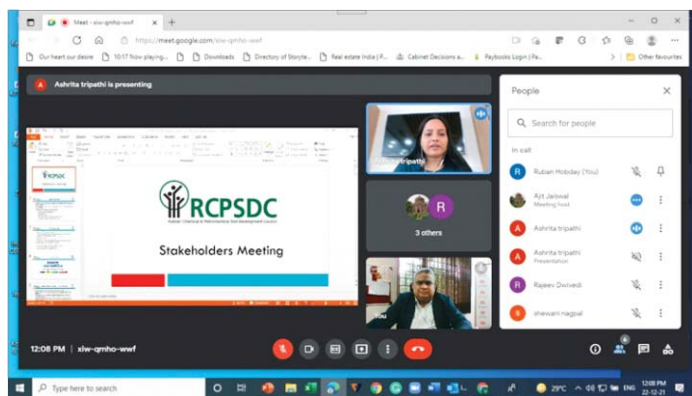 Meet - xiw-qmho-wwf
https://meet.google.com/xiw-qmho-wwf
Our heart our desire
10:17 Now playing...
Downloads
Directory of Storyte...
Real estate India | P...
Cabinet Decisions a...
Paybooks Login | Pa...
Other favourites
Ashrita tripathi is presenting
RCPSDC
Stakeholders Meeting
tripathi
R
3 others
You
People
Search for people
In call
R
Ruban Hobday (You)
Ajt Jaiswal
Meeting host
A
Ashrita tripathi
A
Ashrita tripathi
Presentation
R
Rajeev Dwivedi
S
shewani nagpal
12:08 PM | xiw-qmho-wwf
6
Type here to search
29°C
ENG
12:08 PM
22-12-21